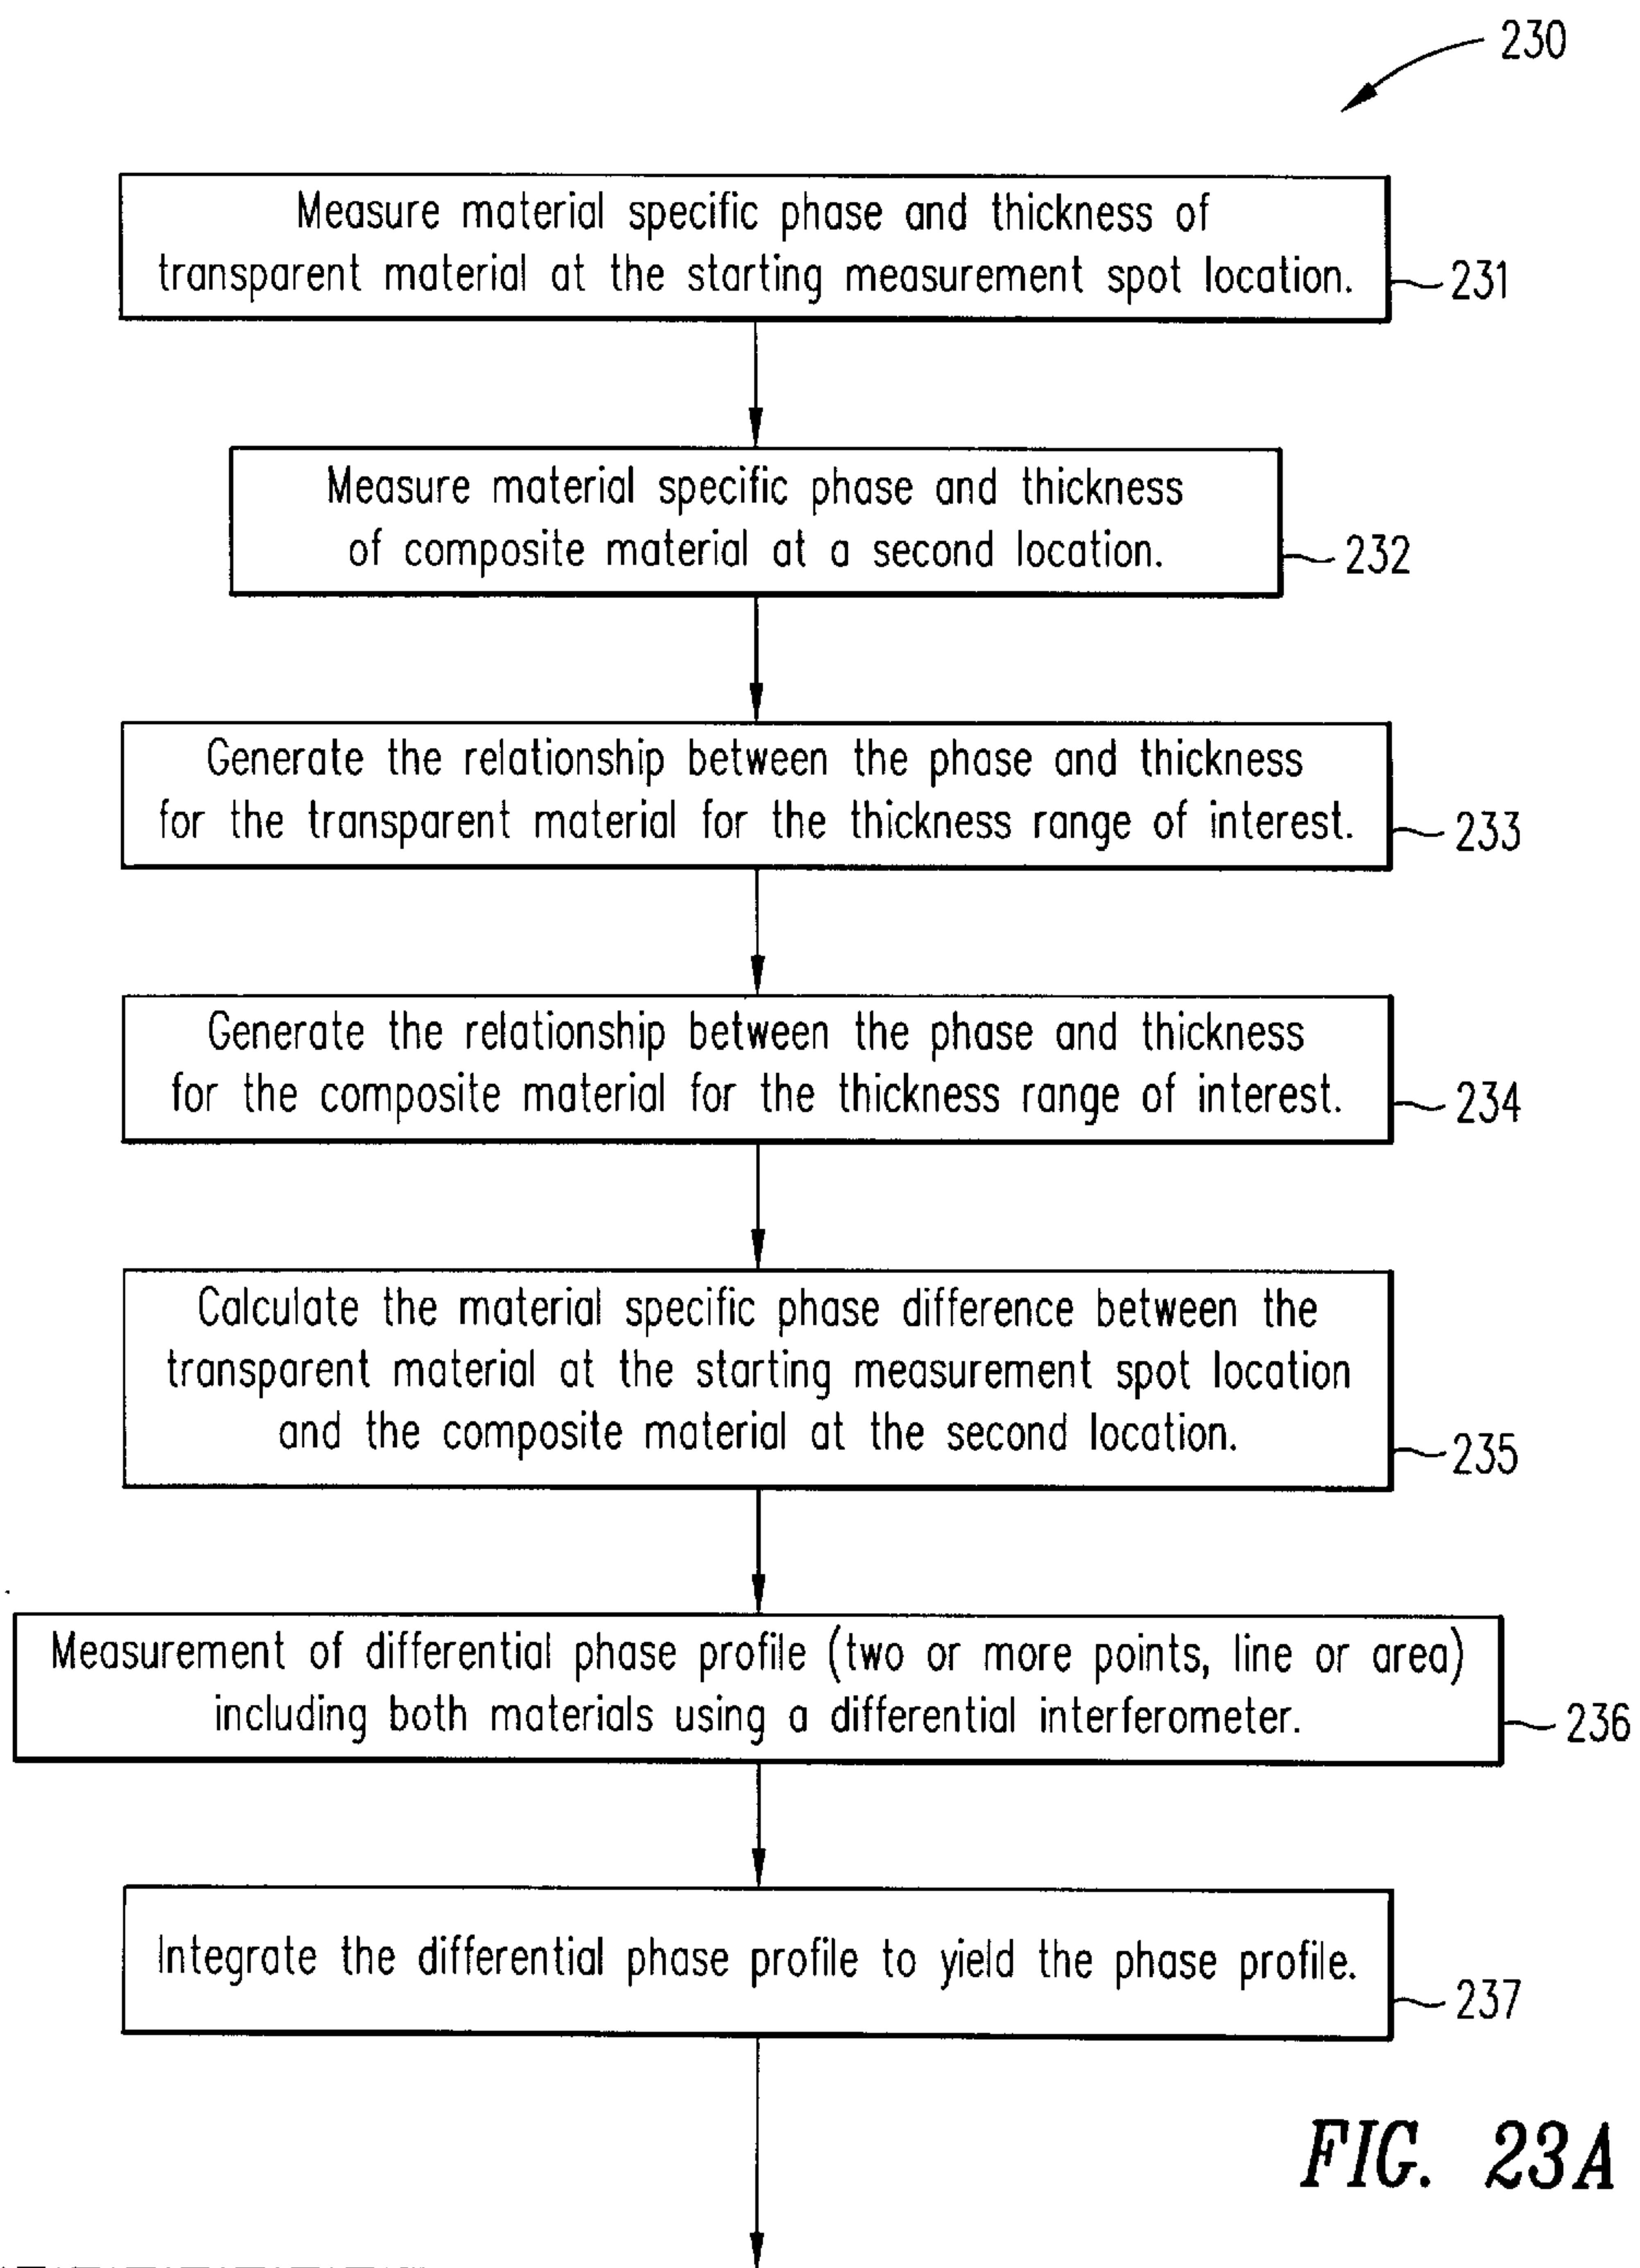 230
Measure material specific phase and thickness of
transparent material at the starting measurement spot location.
231
Measure material specific phase and thickness
of composite material at a second location.
232
Generate the relationship between the phase and thickness
for the transparent material for the thickness range of interest.
233
Generate the relationship between the phase and thickness
for the composite material for the thickness range of interest.
234
Calculate the material specific phase difference between the
transparent material at the starting measurement spot location
and the composite material at the second location.
235
Measurement of differential phase profile (two or more points, line or area)
including both materials using a differential interferometer.
236
Integrate the differential phase profile to yield the phase profile.
237
FIG. 23A